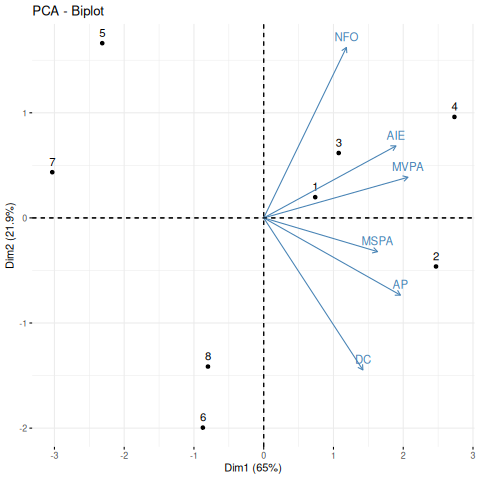 PCA - Biplot
5
NFO
4
AIE
3
7
MVPA
1
MSPA
2
AP
8
DC
6
1
0
-1
-2
-3
-2
-1
0
1
2
3
Dim2 (21.9%)
Dim1 (65%)